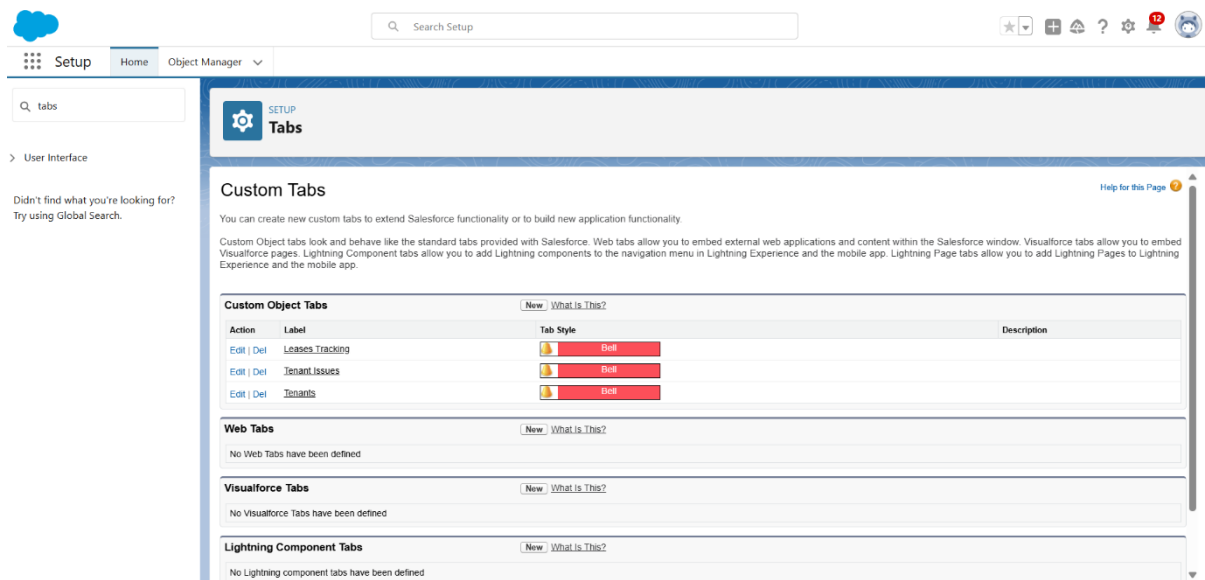 Search Setup
12
Setup
Home
Object Manager
tabs
User Interface
Didn't find what you're looking for?
Try using Global Search.
SETUP
Tabs
Custom Tabs
Help for this Page
You can create new custom tabs to extend Salesforce functionality or to build new application functionality.
Custom Object tabs look and behave like the standard tabs provided with Salesforce. Web tabs allow you to embed external web applications and content within the Salesforce window. Visualforce tabs allow you to embed
Visualforce pages. Lightning Component tabs allow you to add Lightning components to the navigation menu in Lightning Experience and the mobile app. Lightning Page tabs allow you to add Lightning Pages to Lightning
Experience and the mobile app.
Custom Object Tabs New What Is This?
Action Label Tab Style Description
Edit | Del Leases Tracking Bell
Edit | Del Tenant Issues Bell
Edit | Del Tenants Bell
Web Tabs New What Is This?
No Web Tabs have been defined
Visualforce Tabs New What Is This?
No Visualforce Tabs have been defined
Lightning Component Tabs New What Is This?
No Lightning component tabs have been defined